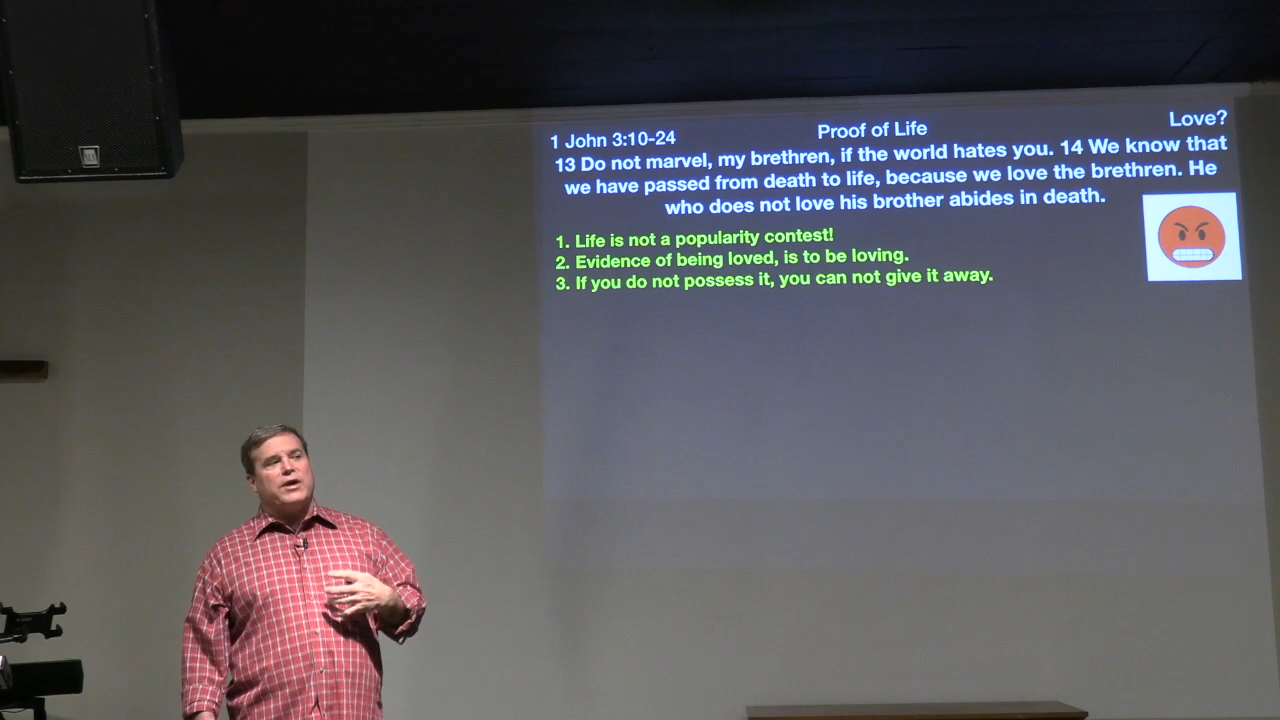 1 John 3:10-24 Proof of Life Love?
13 Do not marvel, my brethren, if the world hates you. 14 We know that
we have passed from death to life, because we love the brethren. He
who does not love his brother abides in death.
1. Life is not a popularity contest!
2. Evidence of being loved, is to be loving.
3. If you do not possess it, you can not give it away.